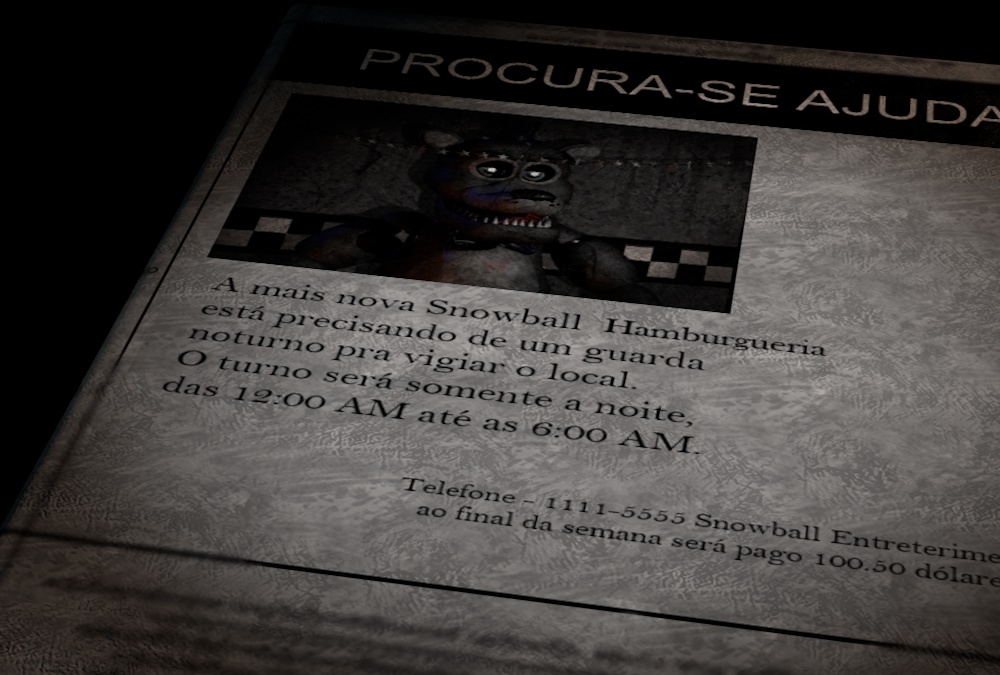 PROCURA-SE AJUDA
A mais nova Snowball Hamburgueria
está precisando de um guarda
noturno pra vigiar o local.
O turno será somente a noite,
das 12:00 AM até as 6:00 AM.
Telefone - 1111-5555 Snowball Entreterime
ao final da semana será pago 100.50 dólare